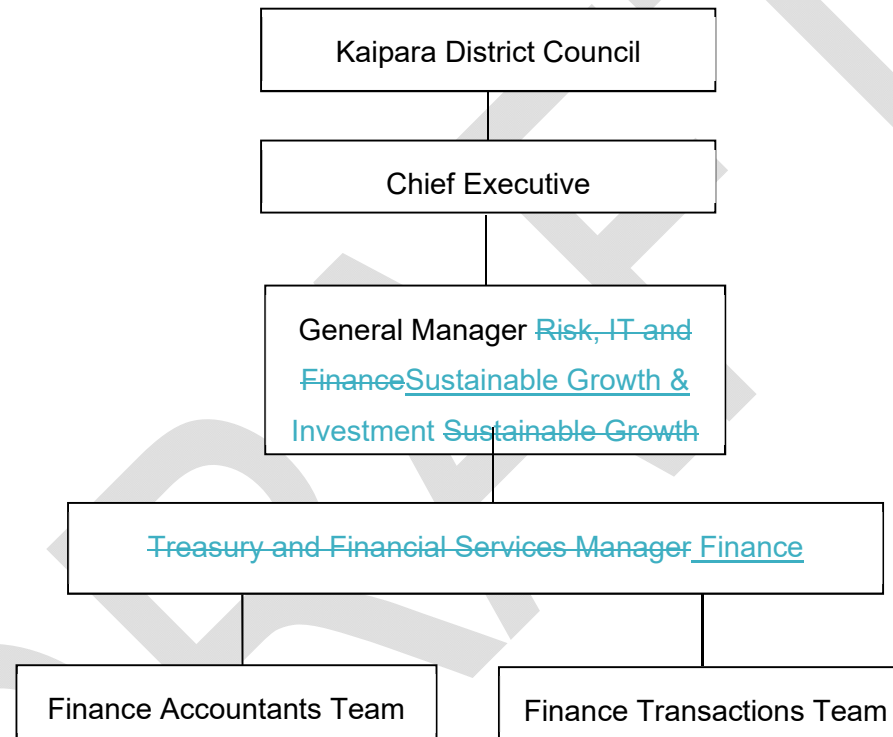 Kaipara District Council
Chief Executive
General Manager Risk, IT and
FinanceSustainable Growth &
Investment Sustainable Growth
Treasury and Financial Services Manager Finance
Finance Accountants Team
Finance Transactions Team